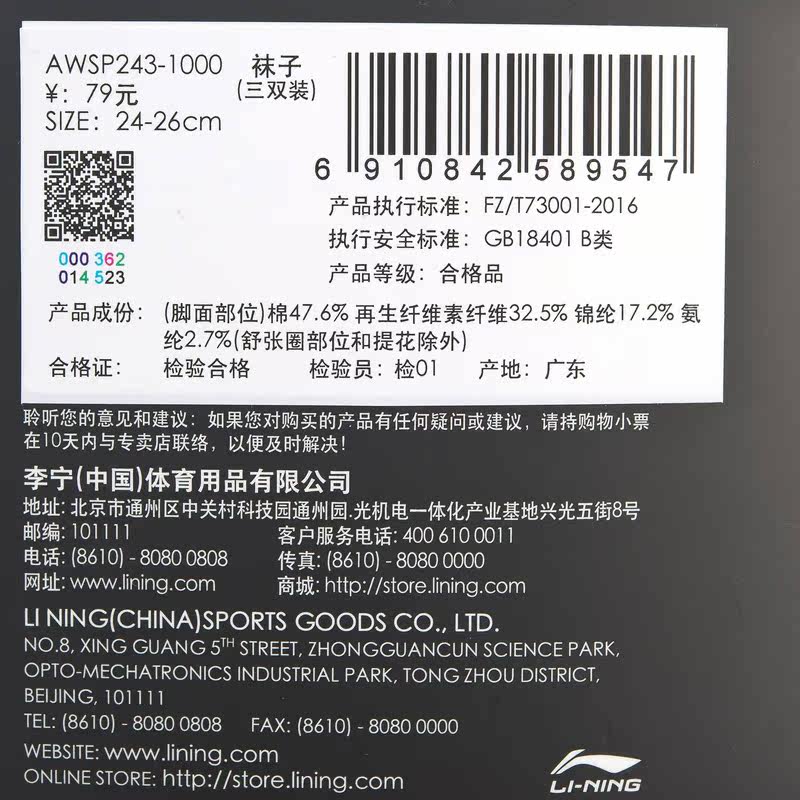 AWSP243-1000 袜子
¥: 79元 (三双装)
SIZE: 24-26cm
6 910842 589547
产品执行标准: FZ/T73001-2016
执行安全标准: GB18401 B类
产品等级: 合格品
000 362
014 523
产品成份: (脚面部位)棉47.6% 再生纤维素纤维32.5% 锦纶17.2% 氨
纶2.7%(舒张圈部位和提花除外)
合格证: 检验合格 检验员: 检01 产地: 广东
聆听您的意见和建议: 如果您对购买的产品有任何疑问或建议, 请持购物小票
在10天内与专卖店联络, 以便及时解决!
李宁(中国)体育用品有限公司
地址: 北京市通州区中关村科技园通州园.光机电一体化产业基地兴光五街8号
邮编: 101111 客户服务电话: 400 610 0011
电话: (8610) - 8080 0808 传真: (8610) - 8080 0000
网址: www.lining.com 商城: http://store.lining.com
LI NING(CHINA)SPORTS GOODS CO., LTD.
NO.8, XING GUANG 5TH STREET, ZHONGGUANCUN SCIENCE PARK,
OPTO-MECHATRONICS INDUSTRIAL PARK, TONG ZHOU DISTRICT,
BEIJING, 101111
TEL: (8610) - 8080 0808 FAX: (8610) - 8080 0000
WEBSITE: www.lining.com
ONLINE STORE: http://store.lining.com
LI-NING